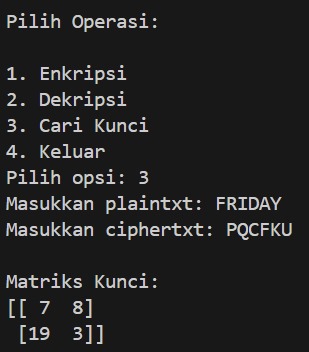 Pilih Operasi:
1. Enkripsi
2. Dekripsi
3. Cari Kunci
4. Keluar
Pilih opsi: 3
Masukkan plaintxt: FRIDAY
Masukkan ciphertxt: PQCFKU
Matriks Kunci:
[[ 7  8]
 [19  3]]